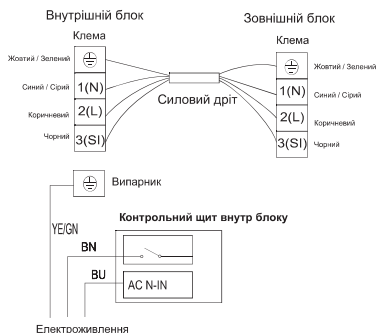 Внутрішній блок
Зовнішній блок
Клема
Клема
Жовтий / Зелений
Жовтий / Зелений
Синий / Сірий
1(N)
1(N)
Синий / Сірий
Силовий дріт
Коричневий
2(L)
2(L)
Коричневий
Чорний
3(SI)
3(SI)
Чорний
Випарник
YE/GN
Контрольний щит внутр блоку
BN
BU
AC N-IN
Електроживлення